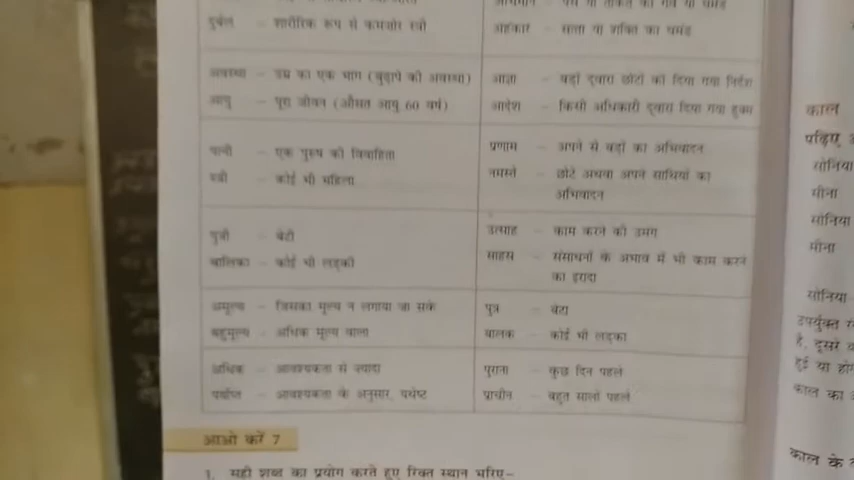 दुर्बल – शारीरिक रूप से कमजोर स्त्री
अहंकार – सत्ता या शक्ति का घमंड
अवस्था – उम्र का एक भाग (बुढ़ापे की अवस्था)
आयु – पूरा जीवन (औसत आयु 60 वर्ष)
आज्ञा – बड़ों द्वारा छोटों को दिया गया निर्देश
आदेश – किसी अधिकारी द्वारा दिया गया हुक्म
पत्नी – एक पुरुष की विवाहिता
स्त्री – कोई भी महिला
प्रणाम – अपने से बड़ों का अभिवादन
नमस्ते – छोटे अथवा अपने साथियों का
अभिवादन
पुत्री – बेटी
बालिका – कोई भी लड़की
उत्साह – काम करने की उमंग
साहस – संसाधनों के अभाव में भी काम करने
का इरादा
अमूल्य – जिसका मूल्य न लगाया जा सके
बहुमूल्य – अधिक मूल्य वाला
पुत्र – बेटा
बालक – कोई भी लड़का
अधिक – आवश्यकता से ज्यादा
पर्याप्त – आवश्यकता के अनुसार, यथेष्ट
पुराना – कुछ दिन पहले
प्राचीन – बहुत सालों पहले
आओ करें 7
1. सही शब्द का प्रयोग करते हुए रिक्त स्थान भरिए–
काल
पढ़िए
सोनिया
मीना
सोनिया
मीना
सोनिया
उपर्युक्त
है, दूसरे
हुई या
काल का
काल के